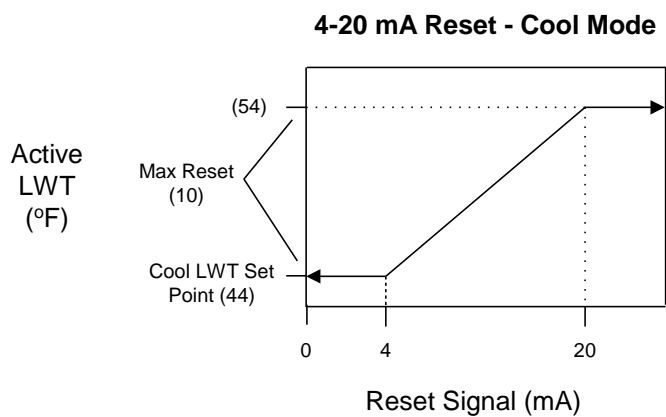 4-20 mA Reset - Cool Mode
(54)
Active
LWT
(°F)
Max Reset
(10)
Cool LWT Set
Point (44)
0
4
20
Reset Signal (mA)